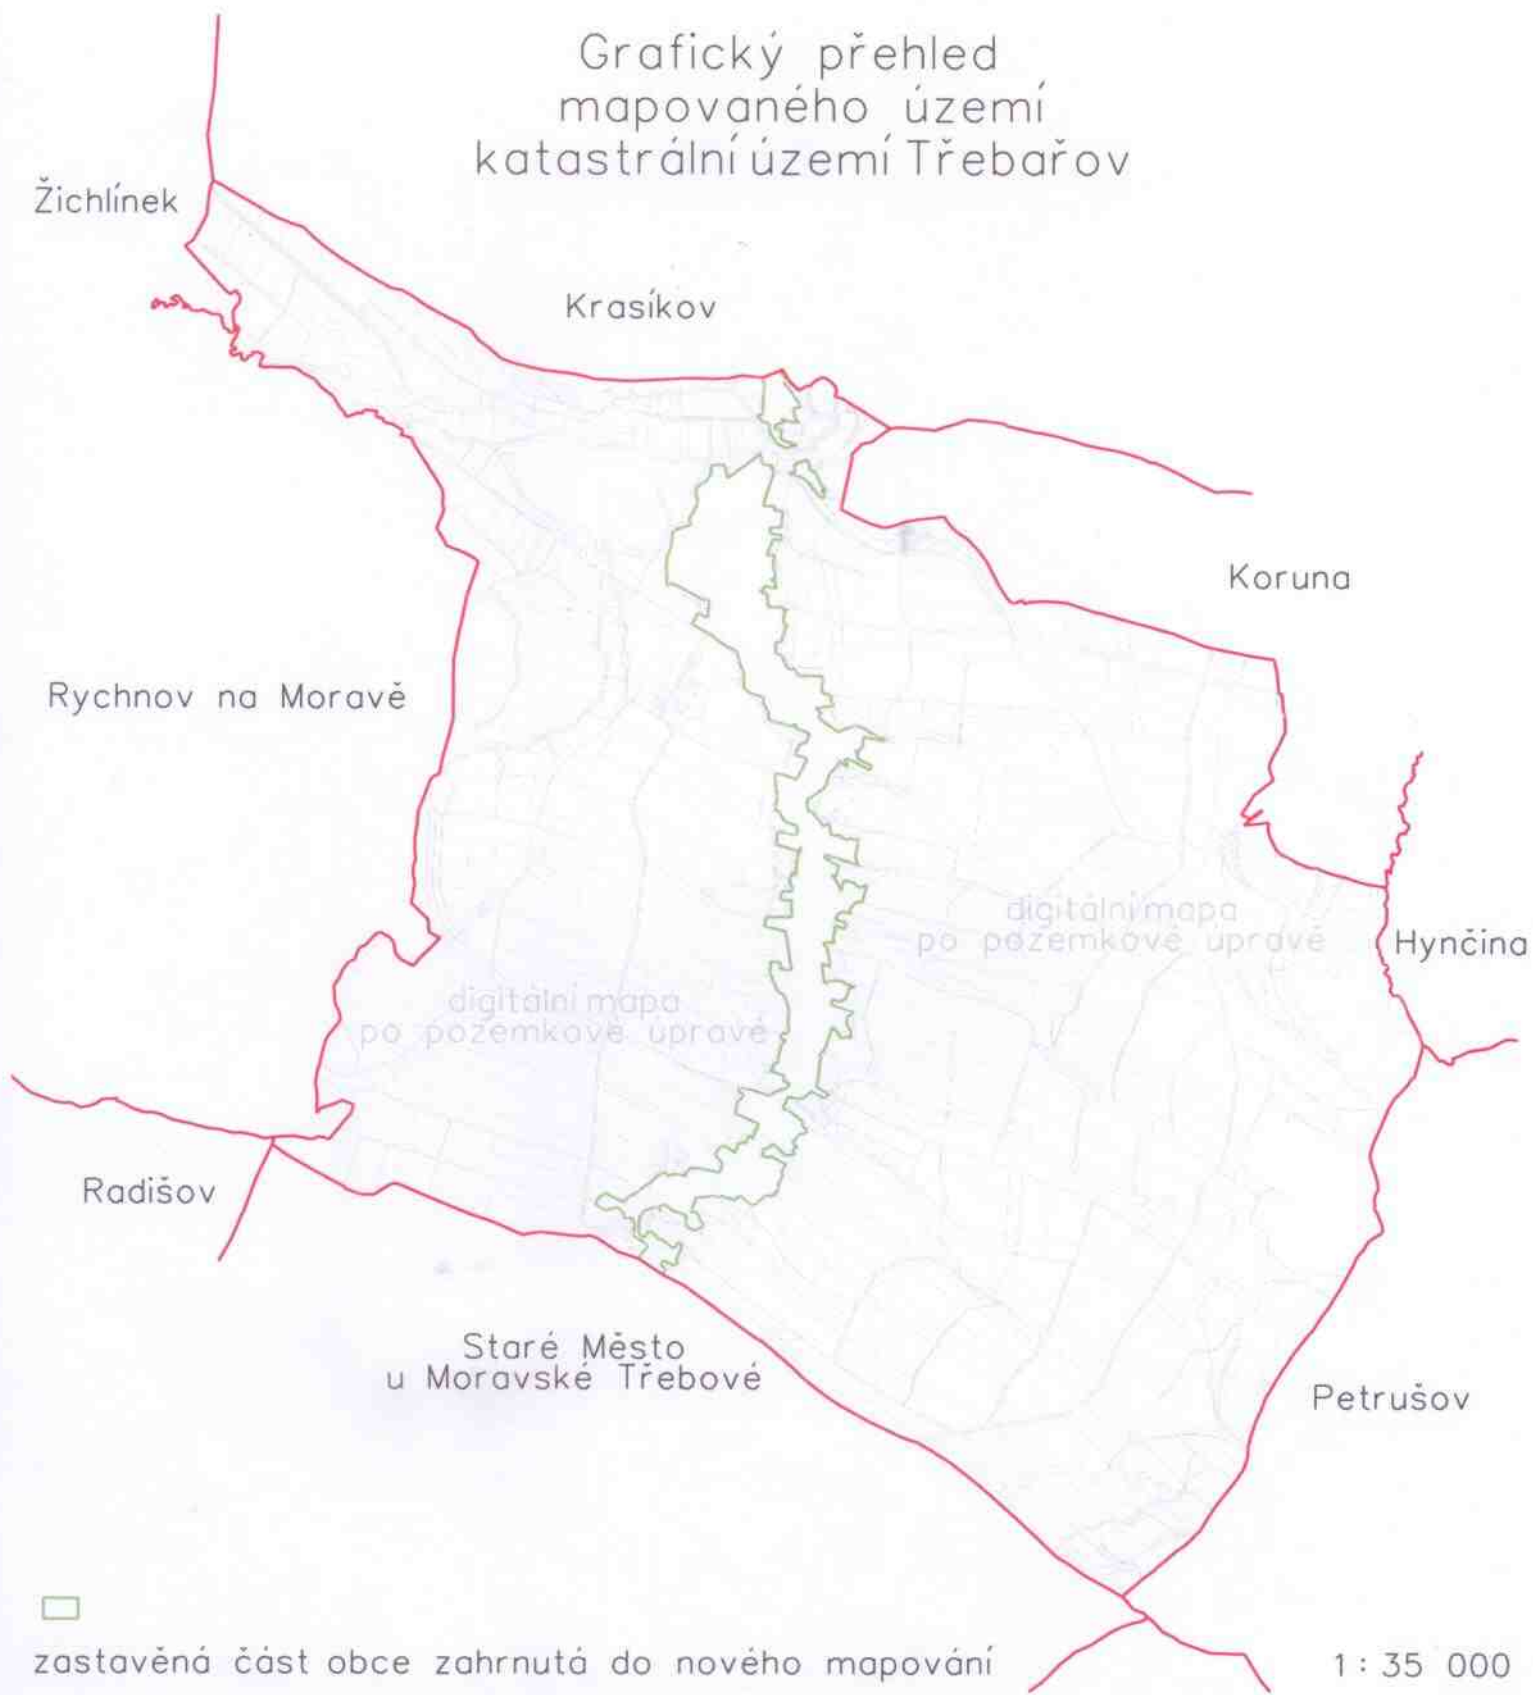 Grafický přehled
mapovaného území
katastrální území Třebařov
Žichlínek
Krasíkov
Koruna
Rychnov na Moravě
digitální mapa
po pozemkové úpravě
Hynčina
digitální mapa
po pozemkové úpravě
Radišov
Staré Město
u Moravské Třebové
Petrušov
zastavěná část obce zahrnutá do nového mapování
1 : 35 000